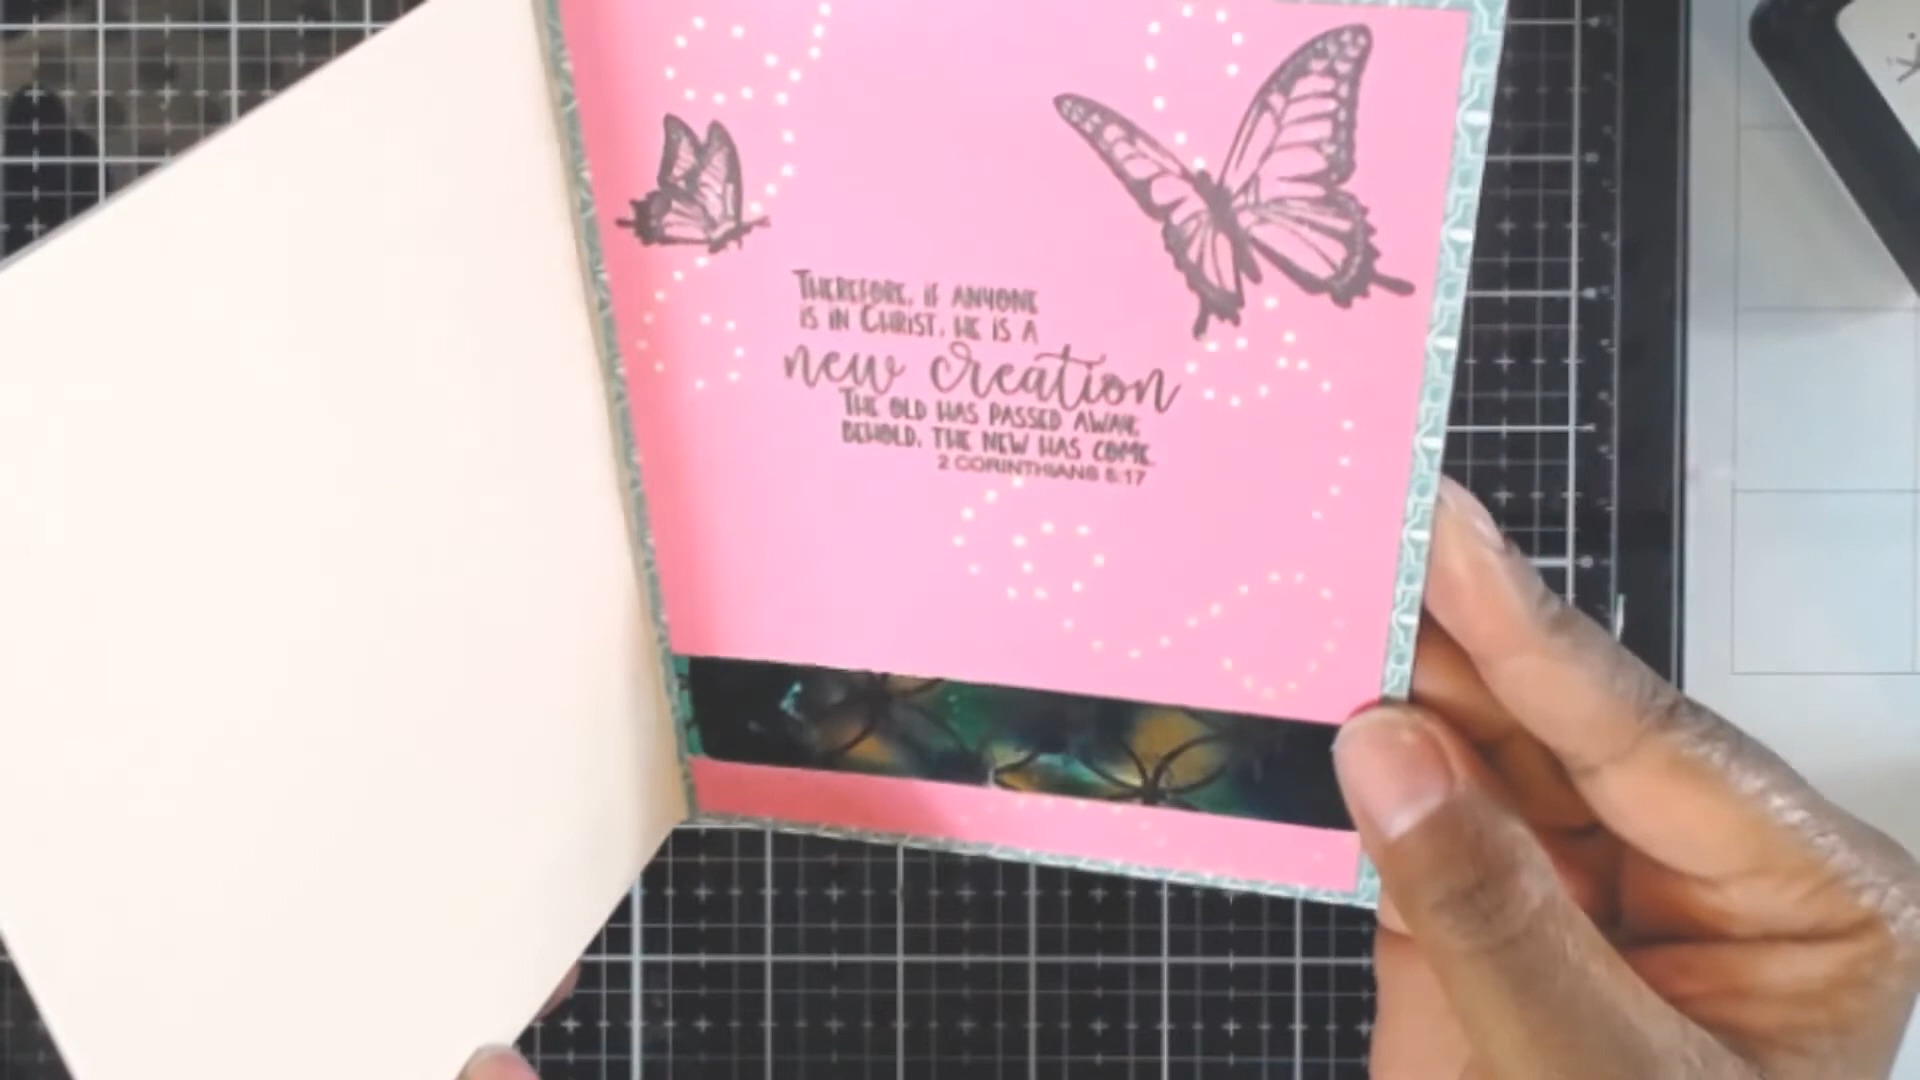 THEREFORE, IF ANYONE
IS IN CHRIST, HE IS A
new creation
THE OLD HAS PASSED AWAY,
BEHOLD, THE NEW HAS COME.
2 CORINTHIANS 5:17